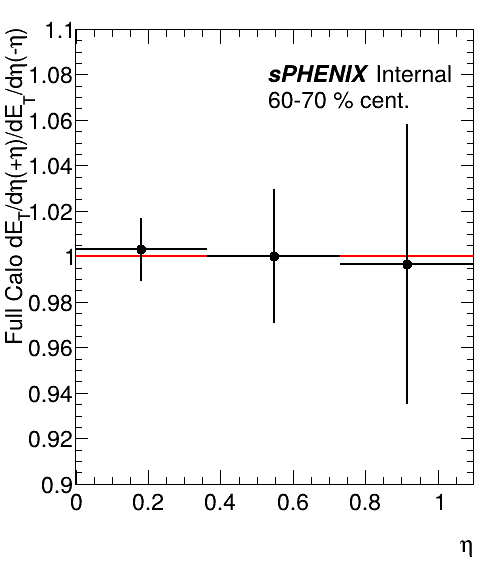 Full Calo dE_T/dη(+η)/dE_T/dη(-η)
sPHENIX Internal
60-70 % cent.
1.1
1.08
1.06
1.04
1.02
1
0.98
0.96
0.94
0.92
0.9
0 0.2 0.4 0.6 0.8 1
η